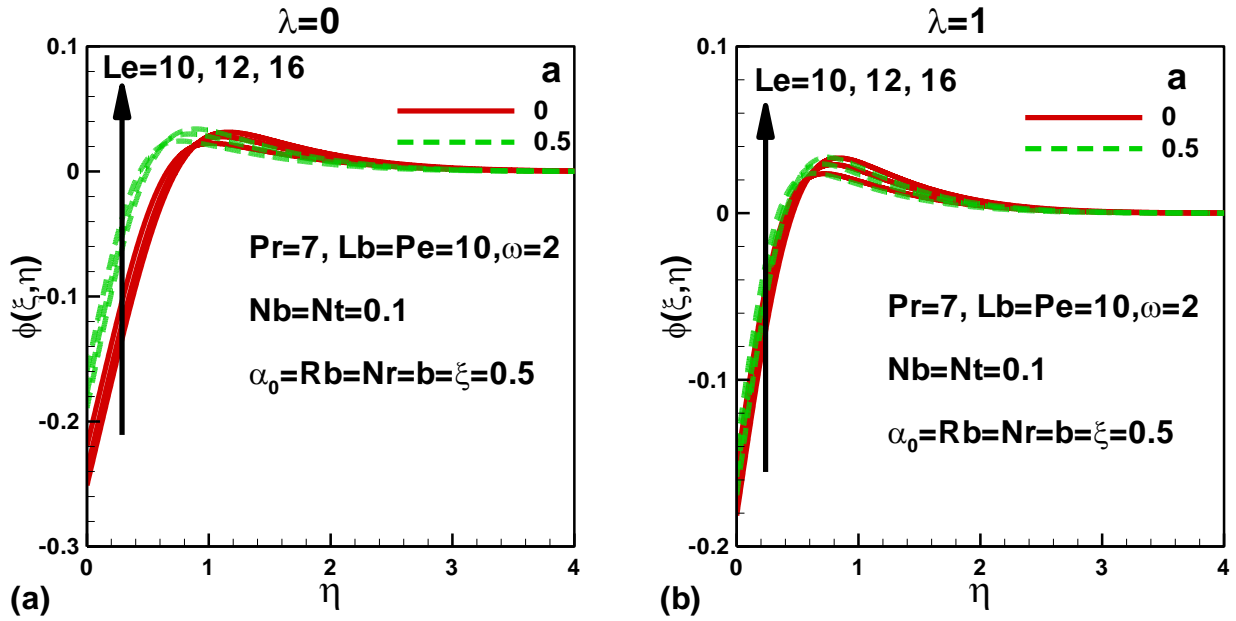 λ=0
0.1
Le=10, 12, 16
a
0
0.5
0
-0.1
-0.2
-0.3
ϕ(ξ,η)
Pr=7, Lb=Pe=10,ω=2
Nb=Nt=0.1
α₀=Rb=Nr=b=ξ=0.5
0 1 2 3 4
η
(a)
λ=1
0.1
Le=10, 12, 16
a
0
0.5
0
-0.1
-0.2
ϕ(ξ,η)
Pr=7, Lb=Pe=10,ω=2
Nb=Nt=0.1
α₀=Rb=Nr=b=ξ=0.5
0 1 2 3 4
η
(b)